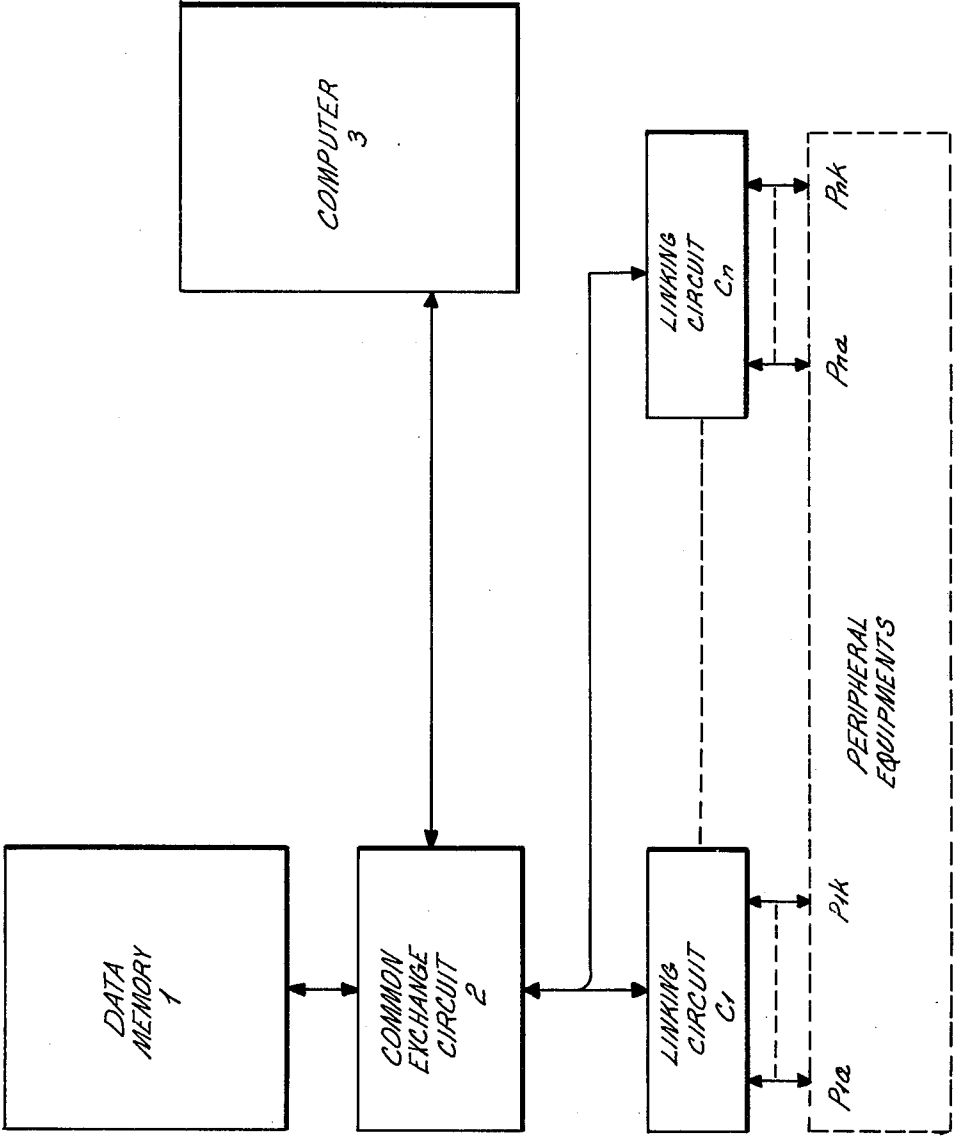 DATA
MEMORY
1
COMMON
EXCHANGE
CIRCUIT
2
COMPUTER
3
LINKING
CIRCUIT
C1
LINKING
CIRCUIT
Cn
P1a
P1k
Pna
Pnk
PERIPHERAL
EQUIPMENTS